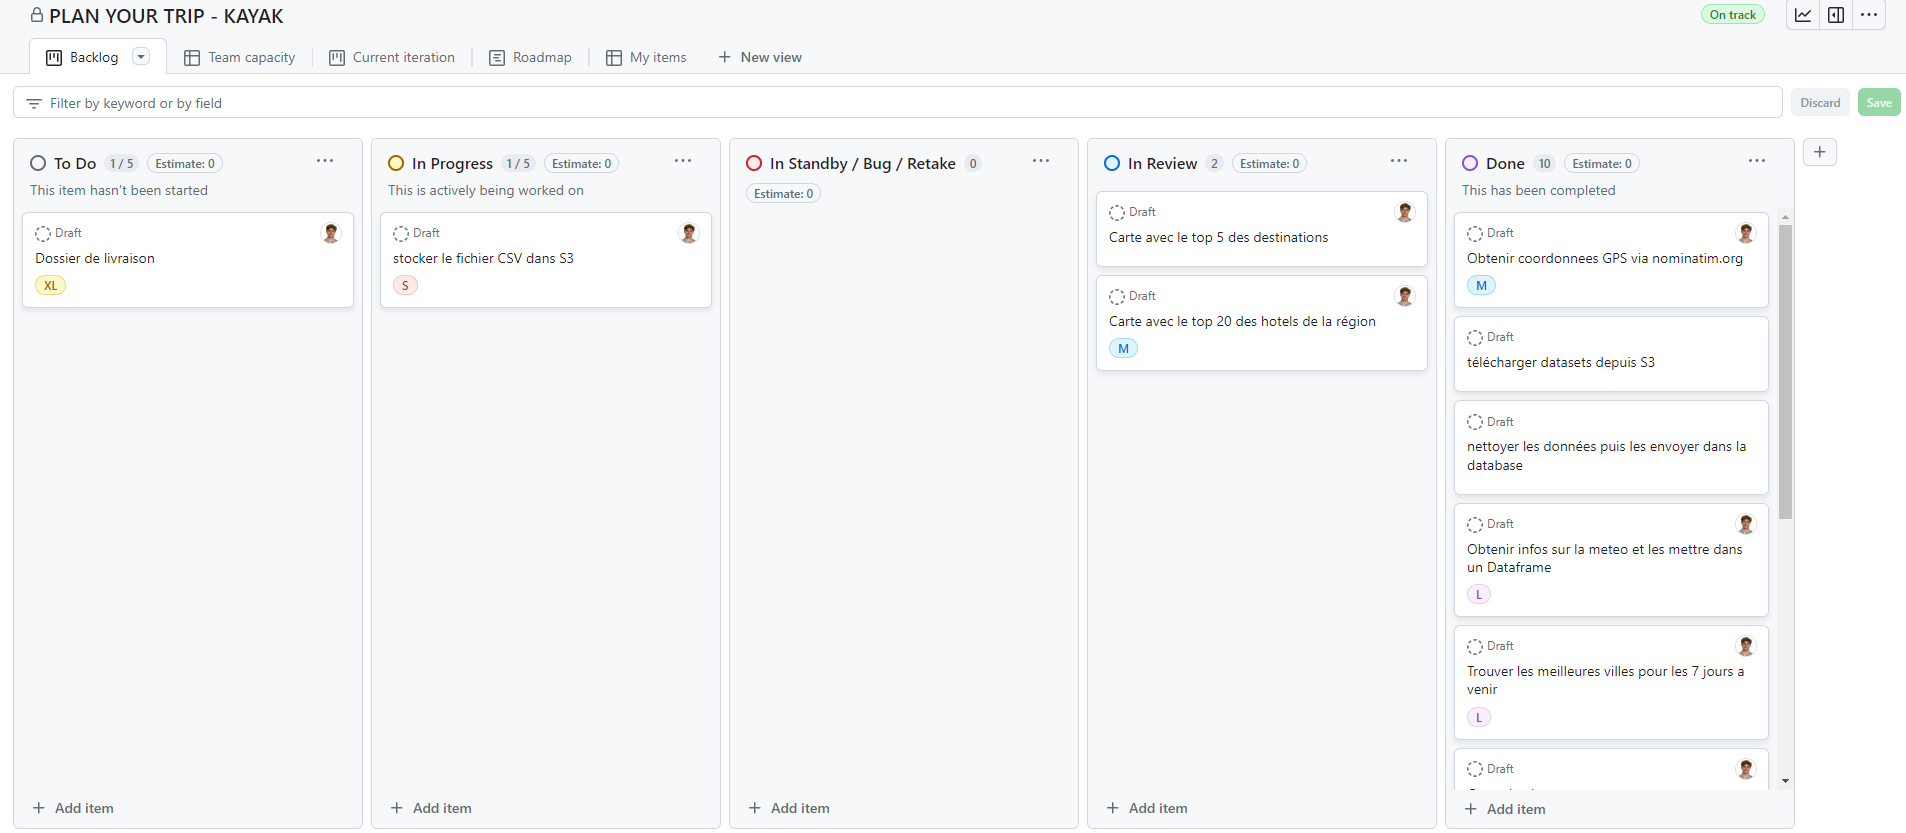 PLAN YOUR TRIP - KAYAK
On track
Backlog
Team capacity
Current iteration
Roadmap
My items
New view
Filter by keyword or by field
Discard
Save
To Do 1 / 5 Estimate: 0
This item hasn't been started
Draft
Dossier de livraison
XL
Add item
In Progress 1 / 5 Estimate: 0
This is actively being worked on
Draft
stocker le fichier CSV dans S3
S
Add item
In Standby / Bug / Retake 0
Estimate: 0
Add item
In Review 2 Estimate: 0
Draft
Carte avec le top 5 des destinations
Draft
Carte avec le top 20 des hotels de la région
M
Add item
Done 10 Estimate: 0
This has been completed
Draft
Obtenir coordonnees GPS via nominatim.org
M
Draft
télécharger datasets depuis S3
Draft
nettoyer les données puis les envoyer dans la
database
Draft
Obtenir infos sur la meteo et les mettre dans
un Dataframe
L
Draft
Trouver les meilleures villes pour les 7 jours a
venir
L
Draft
Add item